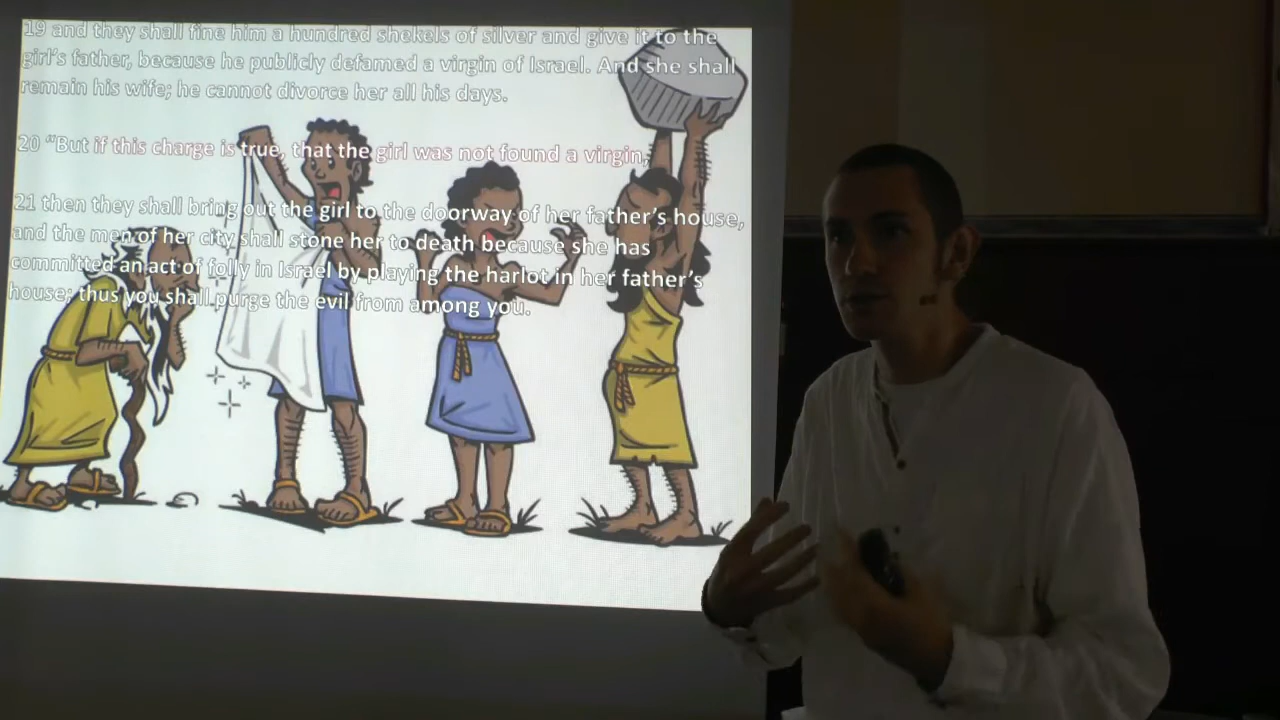 19 and they shall fine him a hundred shekels of silver and give it to the
girl's father, because he publicly defamed a virgin of Israel. And she shall
remain his wife; he cannot divorce her all his days.
20 “But if this charge is true, that the girl was not found a virgin,
21 then they shall bring out the girl to the doorway of her father's house,
and the men of her city shall stone her to death because she has
committed an act of folly in Israel by playing the harlot in her father's
house; thus you shall purge the evil from among you.